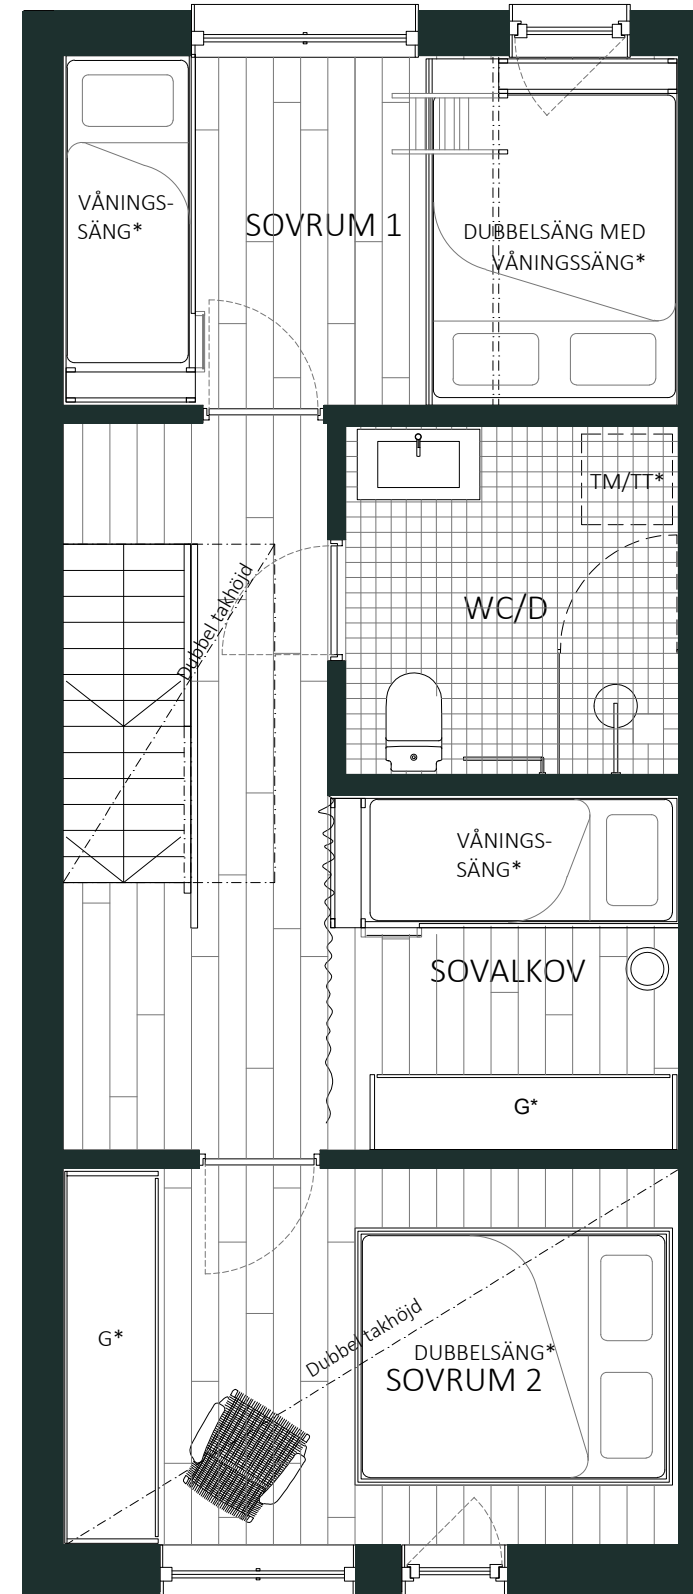 VÅNINGS-
SÄNG*
SOVRUM 1
DUBBELSÄNG MED
VÅNINGSSÄNG*
TM/TT*
Dubbel takhöjd
WC/D
VÅNINGS-
SÄNG*
SOVALKOV
G*
G*
Dubbel takhöjd
DUBBELSÄNG*
SOVRUM 2